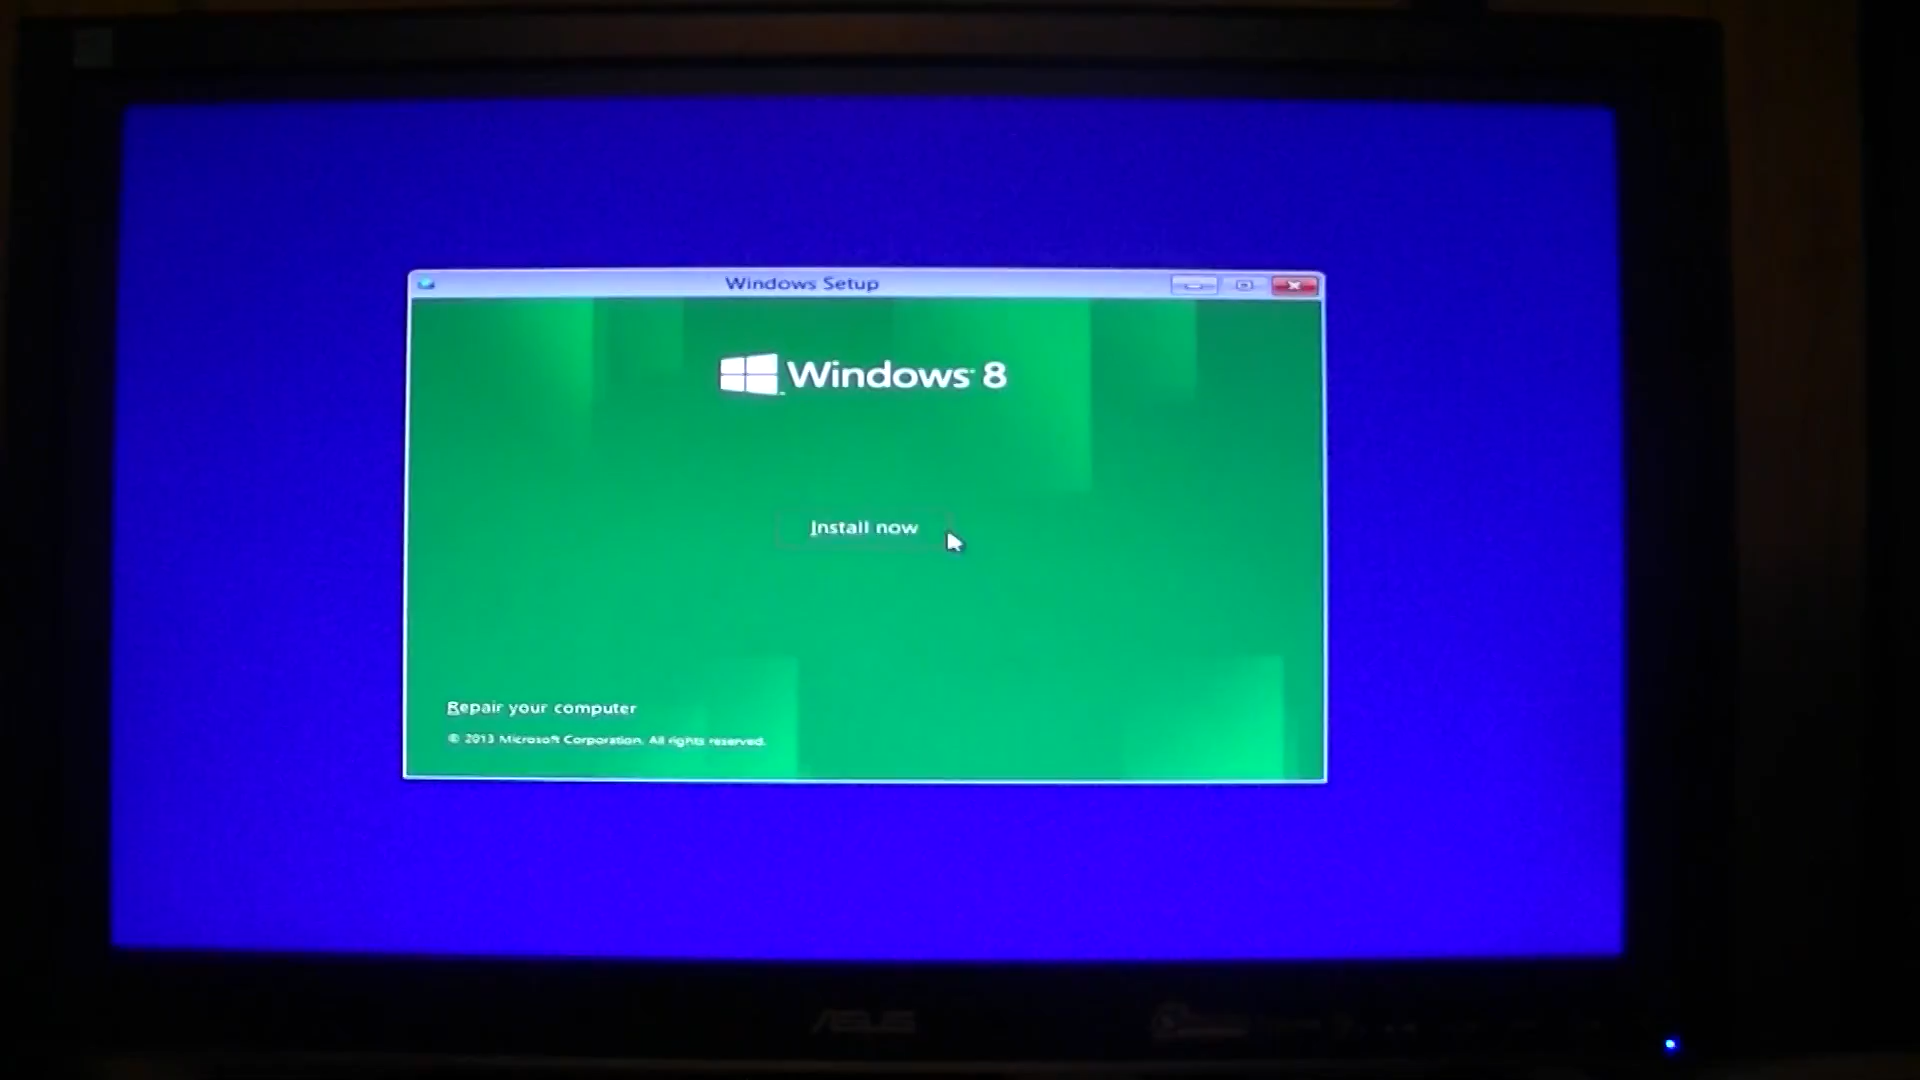 Windows Setup
Windows 8
Install now
Repair your computer
© 2013 Microsoft Corporation. All rights reserved.
ASUS